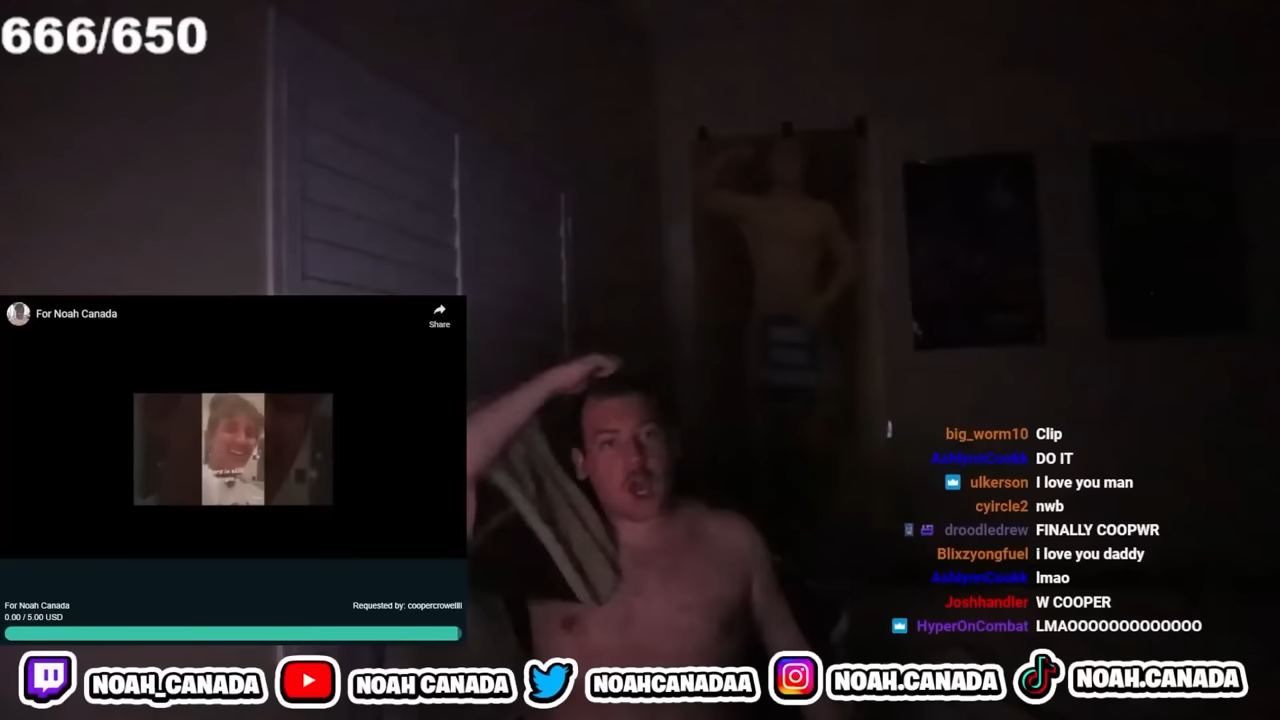 666/650
For Noah Canada
Share
big_worm10 Clip
AshlynnCookk DO IT
ulkerson I love you man
cyircle2 nwb
droodledrew FINALLY COOPWR
Blixzyongfuel i love you daddy
AshlynnCookk lmao
Joshhandler W COOPER
HyperOnCombat LMAOOOOOOOOOOOOO
For Noah Canada
Requested by: coopercrowellll
0.00 / 5.00 USD
NOAH_CANADA
NOAH CANADA
NOAHCANADAA
NOAH.CANADA
NOAH.CANADA